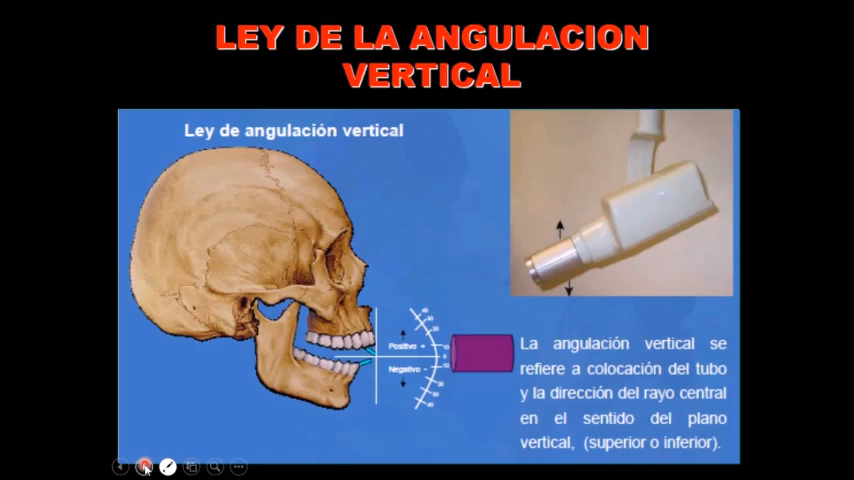 LEY DE LA ANGULACION
VERTICAL
Ley de angulación vertical
Positivo +
Negativo -
La angulación vertical se
refiere a colocación del tubo
y la dirección del rayo central
en el sentido del plano
vertical, (superior o inferior).